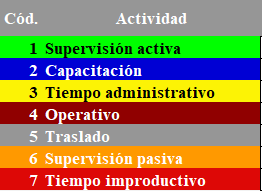 Cód. Actividad
1 Supervisión activa
2 Capacitación
3 Tiempo administrativo
4 Operativo
5 Traslado
6 Supervisión pasiva
7 Tiempo improductivo